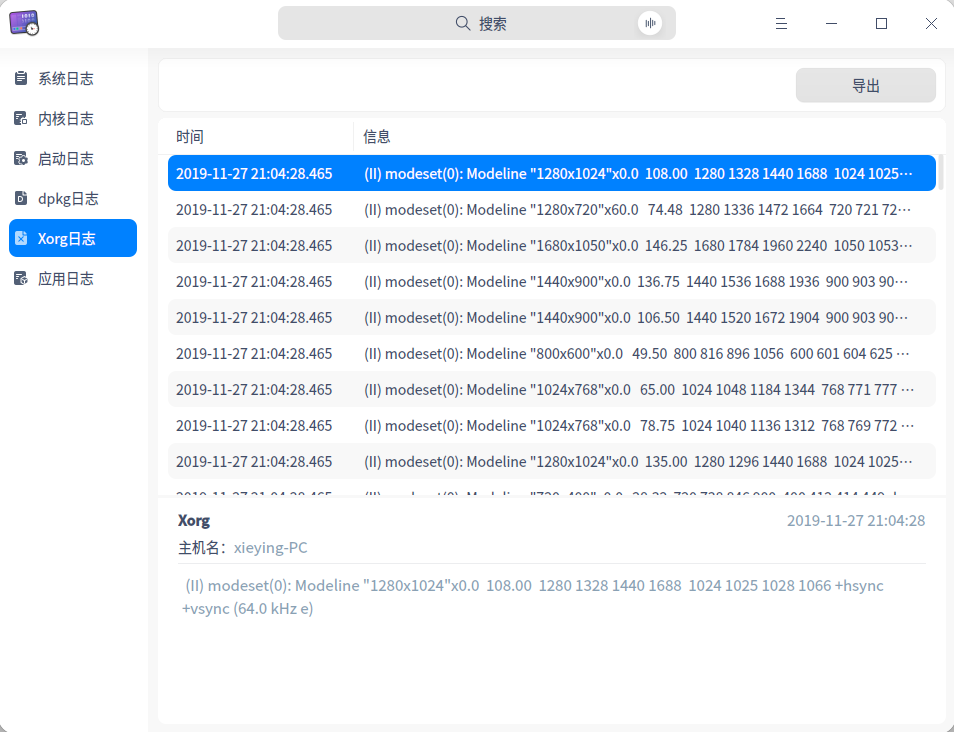 搜索
系统日志
内核日志
启动日志
dpkg日志
Xorg日志
应用日志
导出
时间 信息
2019-11-27 21:04:28.465 (II) modeset(0): Modeline "1280x1024"x0.0 108.00 1280 1328 1440 1688 1024 1025···
2019-11-27 21:04:28.465 (II) modeset(0): Modeline "1280x720"x60.0 74.48 1280 1336 1472 1664 720 721 72···
2019-11-27 21:04:28.465 (II) modeset(0): Modeline "1680x1050"x0.0 146.25 1680 1784 1960 2240 1050 1053···
2019-11-27 21:04:28.465 (II) modeset(0): Modeline "1440x900"x0.0 136.75 1440 1536 1688 1936 900 903 90···
2019-11-27 21:04:28.465 (II) modeset(0): Modeline "1440x900"x0.0 106.50 1440 1520 1672 1904 900 903 90···
2019-11-27 21:04:28.465 (II) modeset(0): Modeline "800x600"x0.0 49.50 800 816 896 1056 600 601 604 625 ···
2019-11-27 21:04:28.465 (II) modeset(0): Modeline "1024x768"x0.0 65.00 1024 1048 1184 1344 768 771 777 ···
2019-11-27 21:04:28.465 (II) modeset(0): Modeline "1024x768"x0.0 78.75 1024 1040 1136 1312 768 769 772 ···
2019-11-27 21:04:28.465 (II) modeset(0): Modeline "1280x1024"x0.0 135.00 1280 1296 1440 1688 1024 1025···
Xorg 2019-11-27 21:04:28
主机名： xieying-PC
(II) modeset(0): Modeline "1280x1024"x0.0 108.00 1280 1328 1440 1688 1024 1025 1028 1066 +hsync
+vsync (64.0 kHz e)